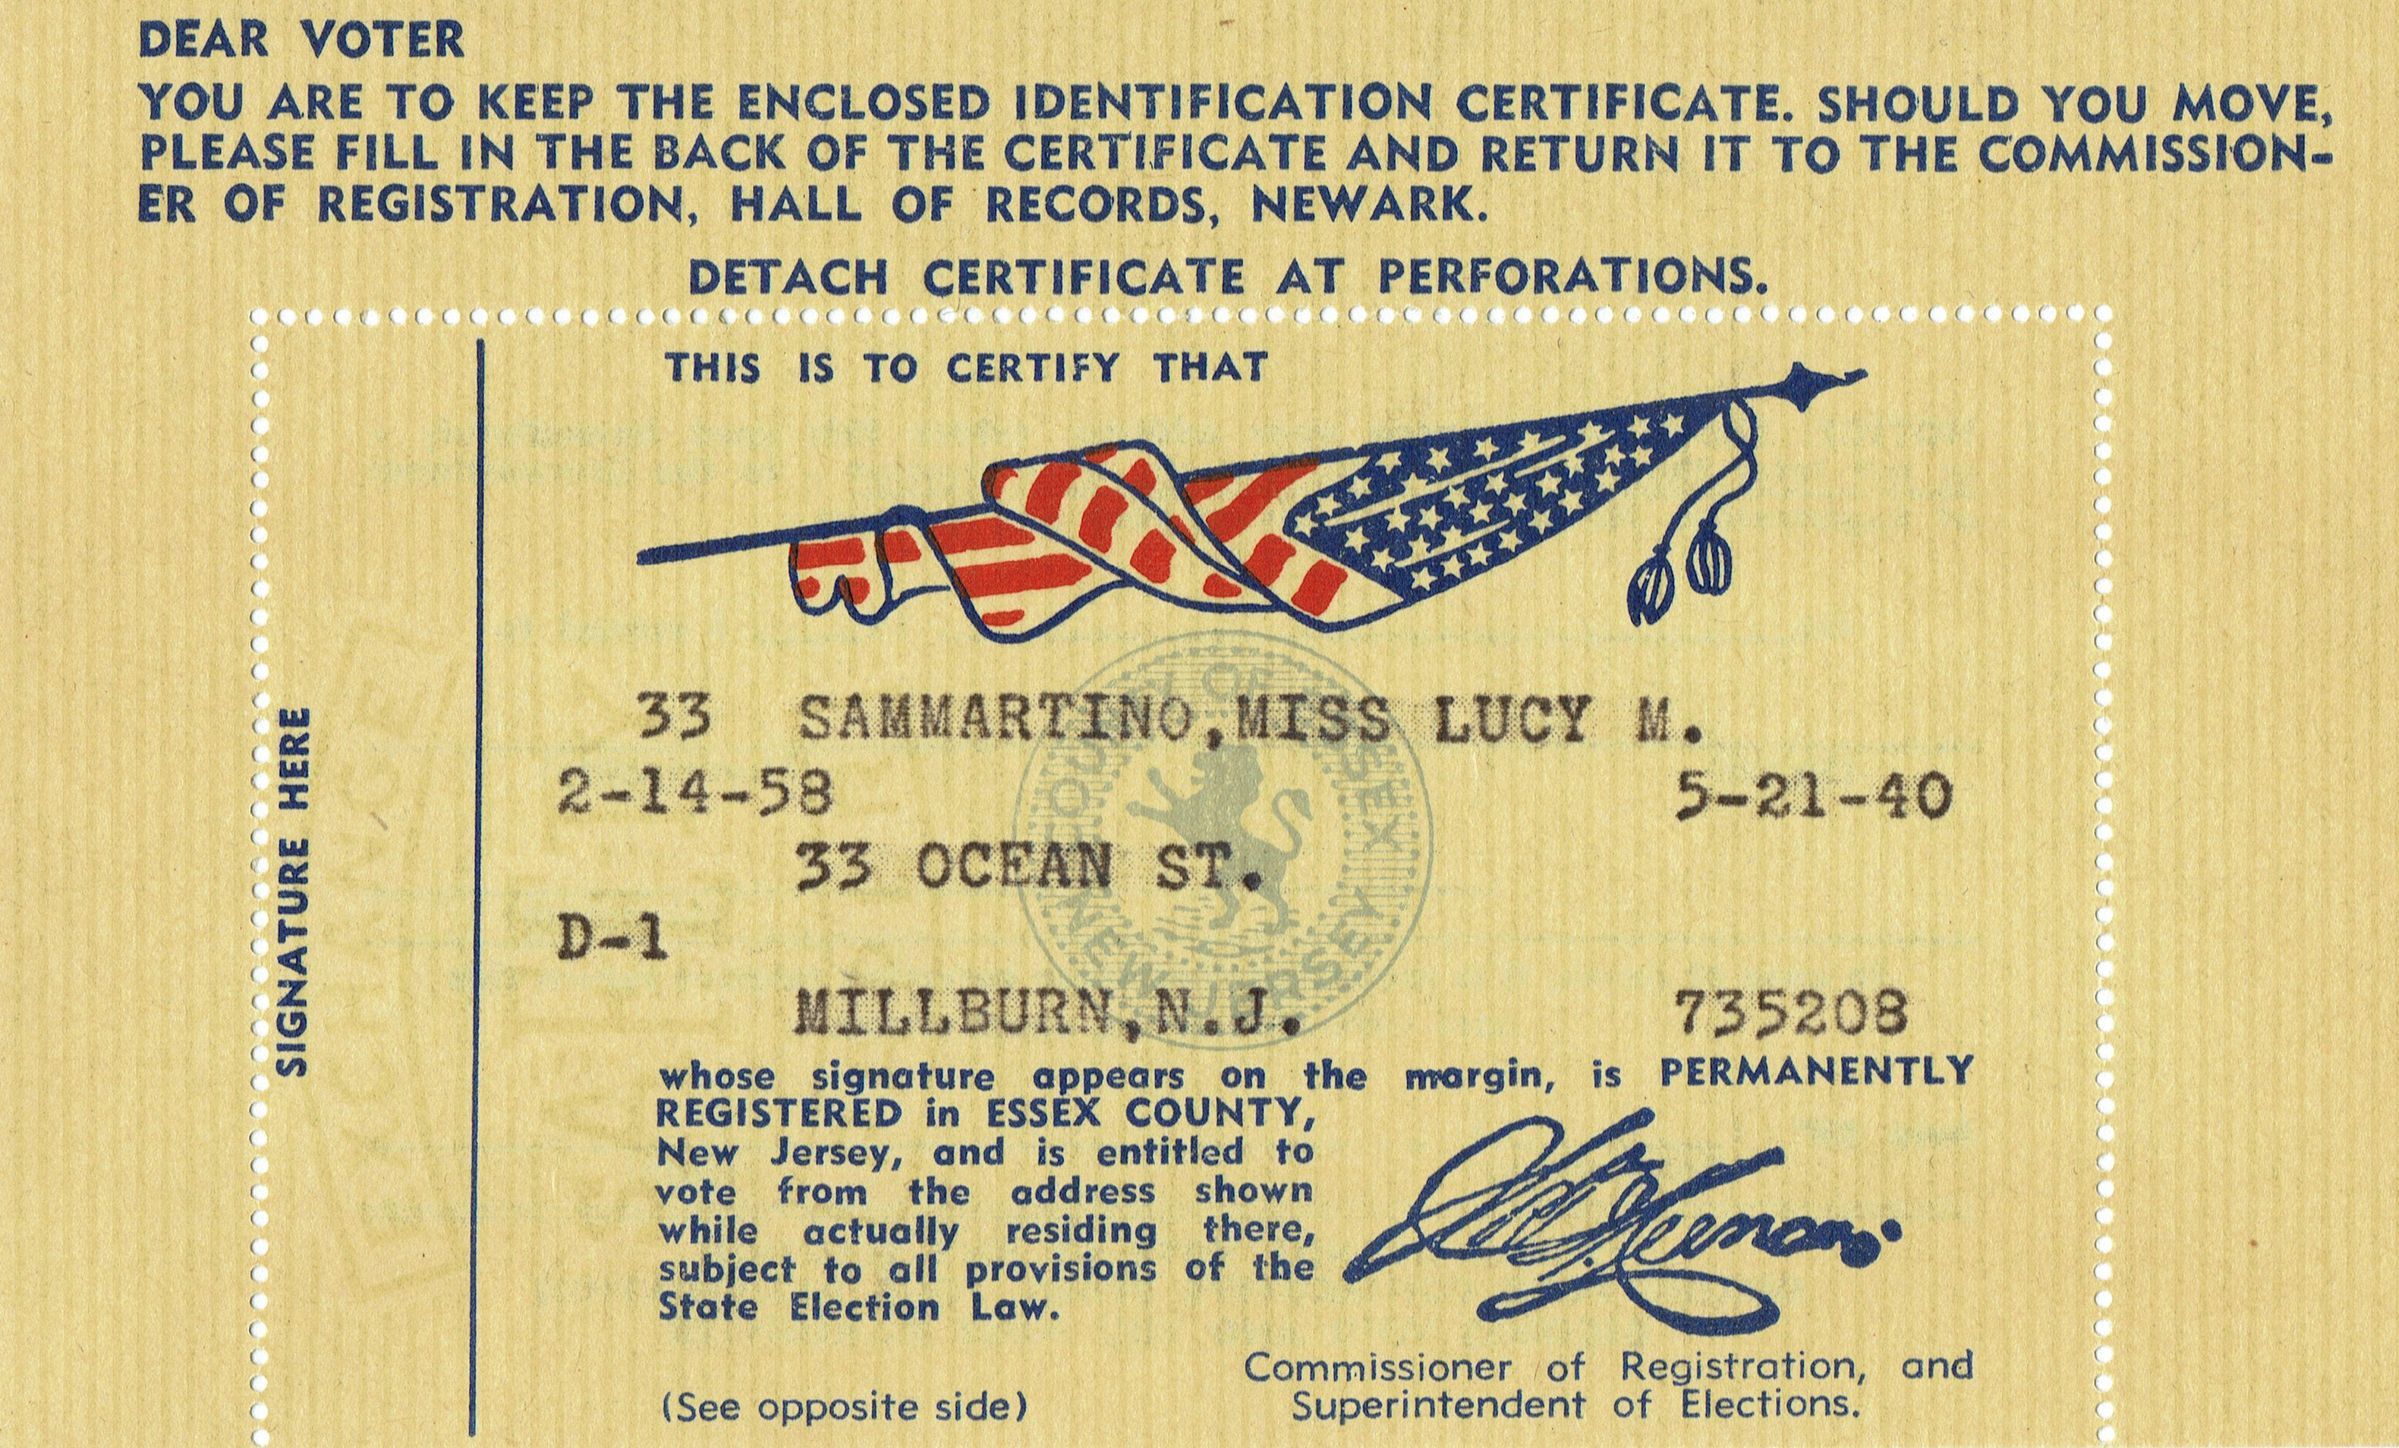 DEAR VOTER
YOU ARE TO KEEP THE ENCLOSED IDENTIFICATION CERTIFICATE. SHOULD YOU MOVE,
PLEASE FILL IN THE BACK OF THE CERTIFICATE AND RETURN IT TO THE COMMISSION-
ER OF REGISTRATION, HALL OF RECORDS, NEWARK.
DETACH CERTIFICATE AT PERFORATIONS.
THIS IS TO CERTIFY THAT
SIGNATURE HERE
33 SAMMARTINO,MISS LUCY M.
2-14-58 5-21-40
33 OCEAN ST.
D-1
MILLBURN,N.J. 735208
COUNTY OF ESSEX
NEW JERSEY
whose signature appears on the margin, is PERMANENTLY
REGISTERED in ESSEX COUNTY,
New Jersey, and is entitled to
vote from the address shown
while actually residing there,
subject to all provisions of the
State Election Law.
Commissioner of Registration, and
(See opposite side) Superintendent of Elections.